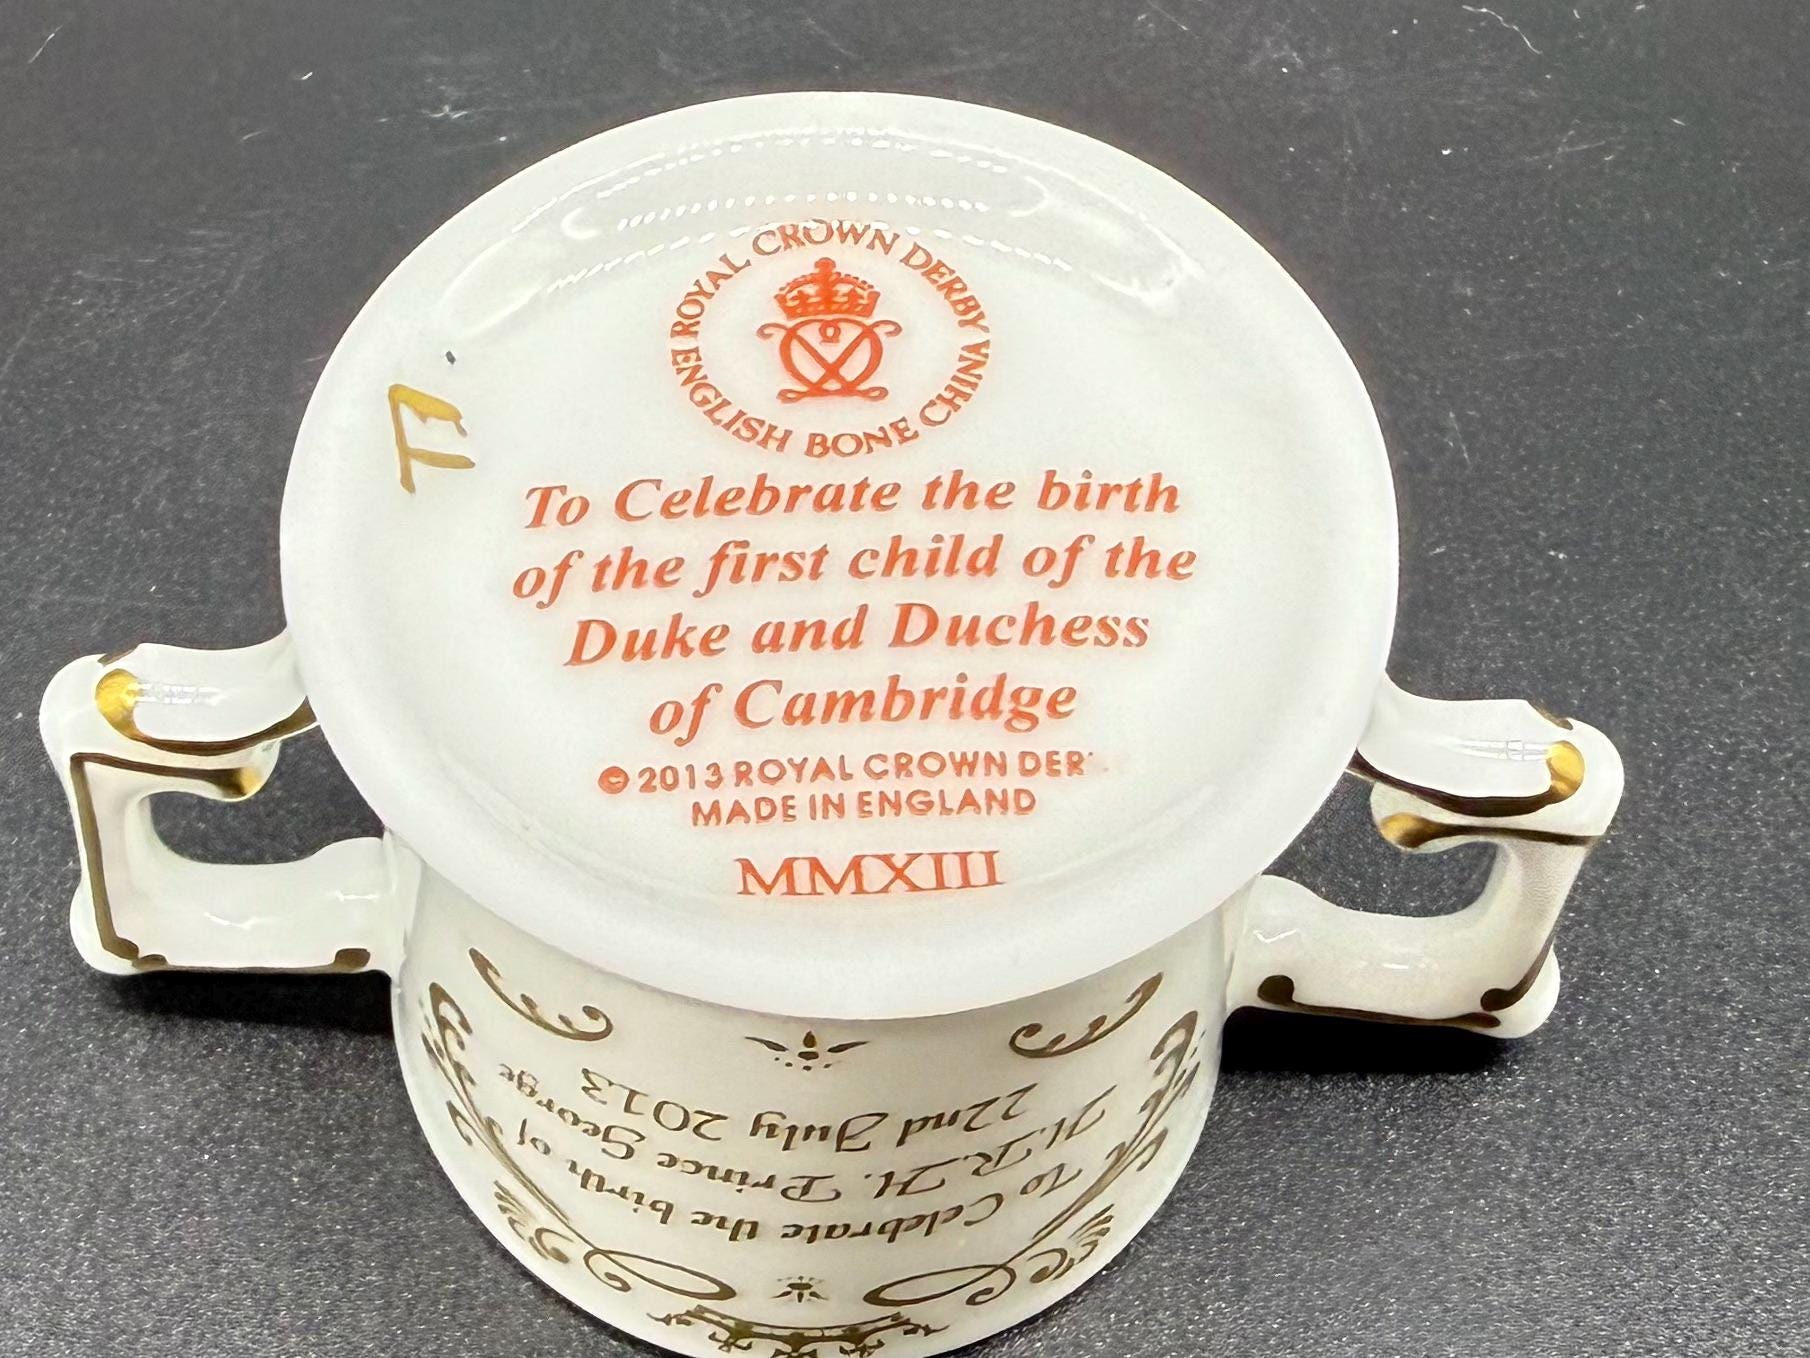 ROYAL CROWN DERBY
ENGLISH BONE CHINA
To Celebrate the birth
of the first child of the
Duke and Duchess
of Cambridge
© 2013 ROYAL CROWN DER
MADE IN ENGLAND
MMXIII
To Celebrate the birth of
H.R.H. Prince George
22nd July 2013